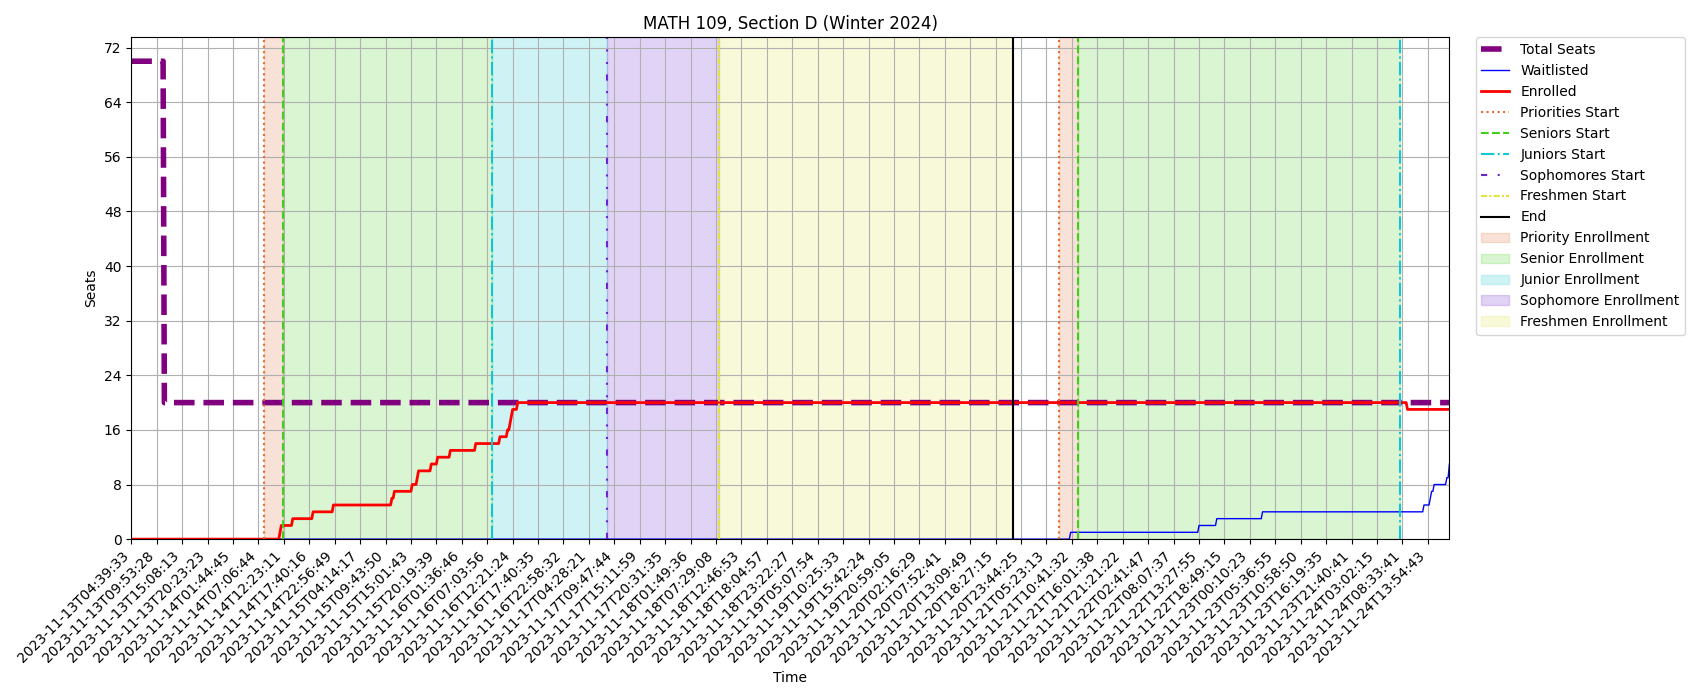 MATH 109, Section D (Winter 2024)
Seats
72
64
56
48
40
32
24
16
8
0
2023-11-13T04:39:33
2023-11-13T09:53:28
2023-11-13T15:08:13
2023-11-13T20:23:23
2023-11-14T01:44:45
2023-11-14T07:06:44
2023-11-14T12:23:11
2023-11-14T17:40:16
2023-11-14T22:56:49
2023-11-15T04:14:17
2023-11-15T09:43:50
2023-11-15T15:01:43
2023-11-15T20:19:39
2023-11-16T01:36:46
2023-11-16T07:03:56
2023-11-16T12:21:24
2023-11-16T17:40:35
2023-11-16T22:58:32
2023-11-17T04:28:21
2023-11-17T09:47:44
2023-11-17T15:11:59
2023-11-17T20:31:35
2023-11-18T01:49:36
2023-11-18T07:29:08
2023-11-18T12:46:53
2023-11-18T18:04:57
2023-11-18T23:22:27
2023-11-19T05:07:54
2023-11-19T10:25:33
2023-11-19T15:42:24
2023-11-19T20:59:05
2023-11-20T02:16:29
2023-11-20T07:52:41
2023-11-20T13:09:49
2023-11-20T18:27:15
2023-11-20T23:44:25
2023-11-21T05:23:13
2023-11-21T10:41:32
2023-11-21T16:01:38
2023-11-21T21:21:22
2023-11-22T02:41:47
2023-11-22T08:07:37
2023-11-22T13:27:55
2023-11-22T18:49:15
2023-11-23T00:10:23
2023-11-23T05:36:55
2023-11-23T10:58:50
2023-11-23T16:19:35
2023-11-23T21:40:41
2023-11-24T03:02:15
2023-11-24T08:33:41
2023-11-24T13:54:43
Time
Total Seats
Waitlisted
Enrolled
Priorities Start
Seniors Start
Juniors Start
Sophomores Start
Freshmen Start
End
Priority Enrollment
Senior Enrollment
Junior Enrollment
Sophomore Enrollment
Freshmen Enrollment